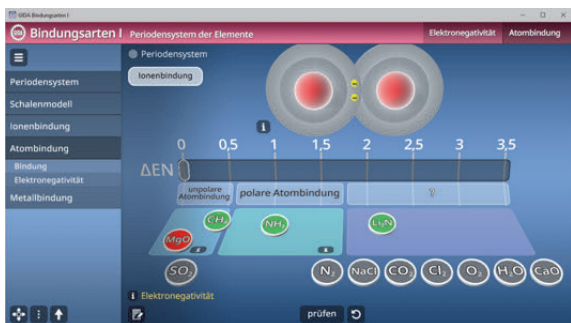 GIDA Bindungsarten I
Bindungsarten I Periodensystem der Elemente Elektronegativität Atombindung
Periodensystem
Ionenbindung
Periodensystem
Schalenmodell
Ionenbindung
Atombindung
Bindung
Elektronegativität
Metallbindung
i
0 0,5 1 1,5 2 2,5 3 3,5
ΔEN
unpolare Atombindung
polare Atombindung
?
CH₄ NH₃ Li₃N
MgO
SO₂ N₂ NaCl CO₂ Cl₂ O₂ H₂O CaO
i Elektronegativität
prüfen